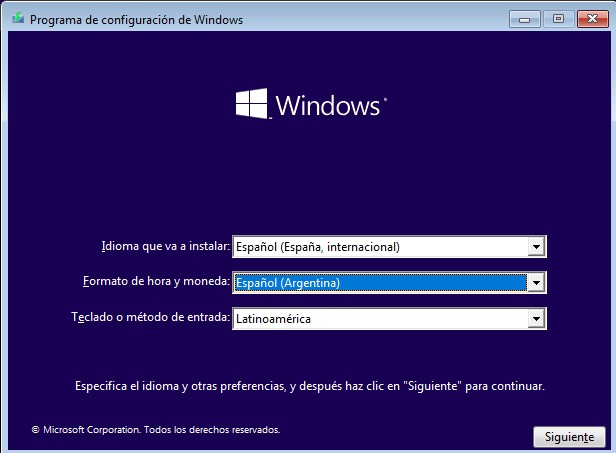 Programa de configuración de Windows
Windows
Idioma que va a instalar: Español (España, internacional)
Formato de hora y moneda: Español (Argentina)
Teclado o método de entrada: Latinoamérica
Especifica el idioma y otras preferencias, y después haz clic en "Siguiente" para continuar.
© Microsoft Corporation. Todos los derechos reservados.
Siguiente